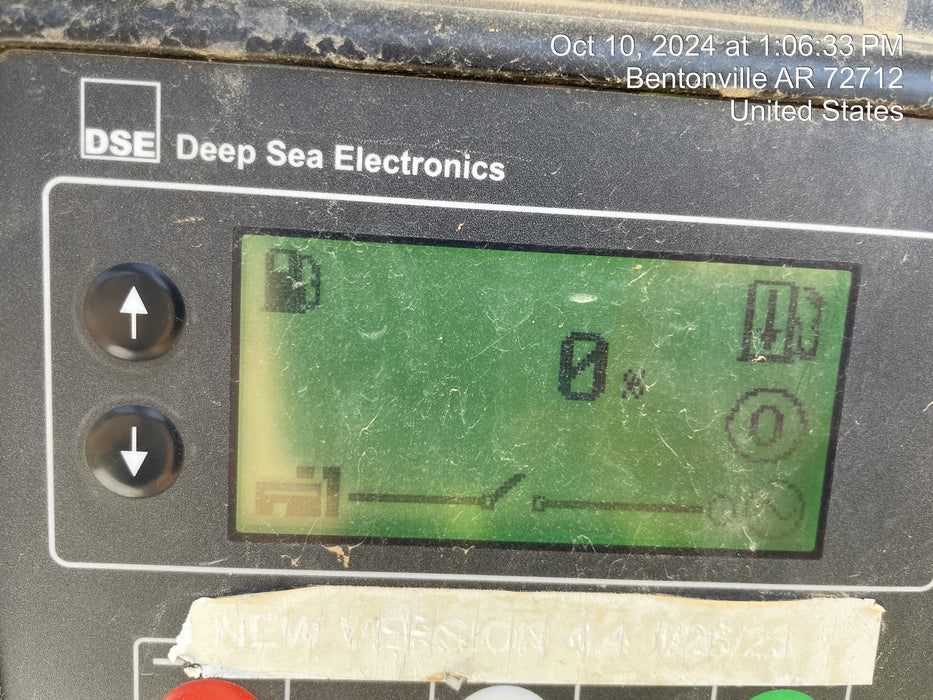 Oct 10, 2024 at 1:06:33 PM
Bentonville AR 72712
United States
DSE Deep Sea Electronics
0 %
0
NEW VERSION